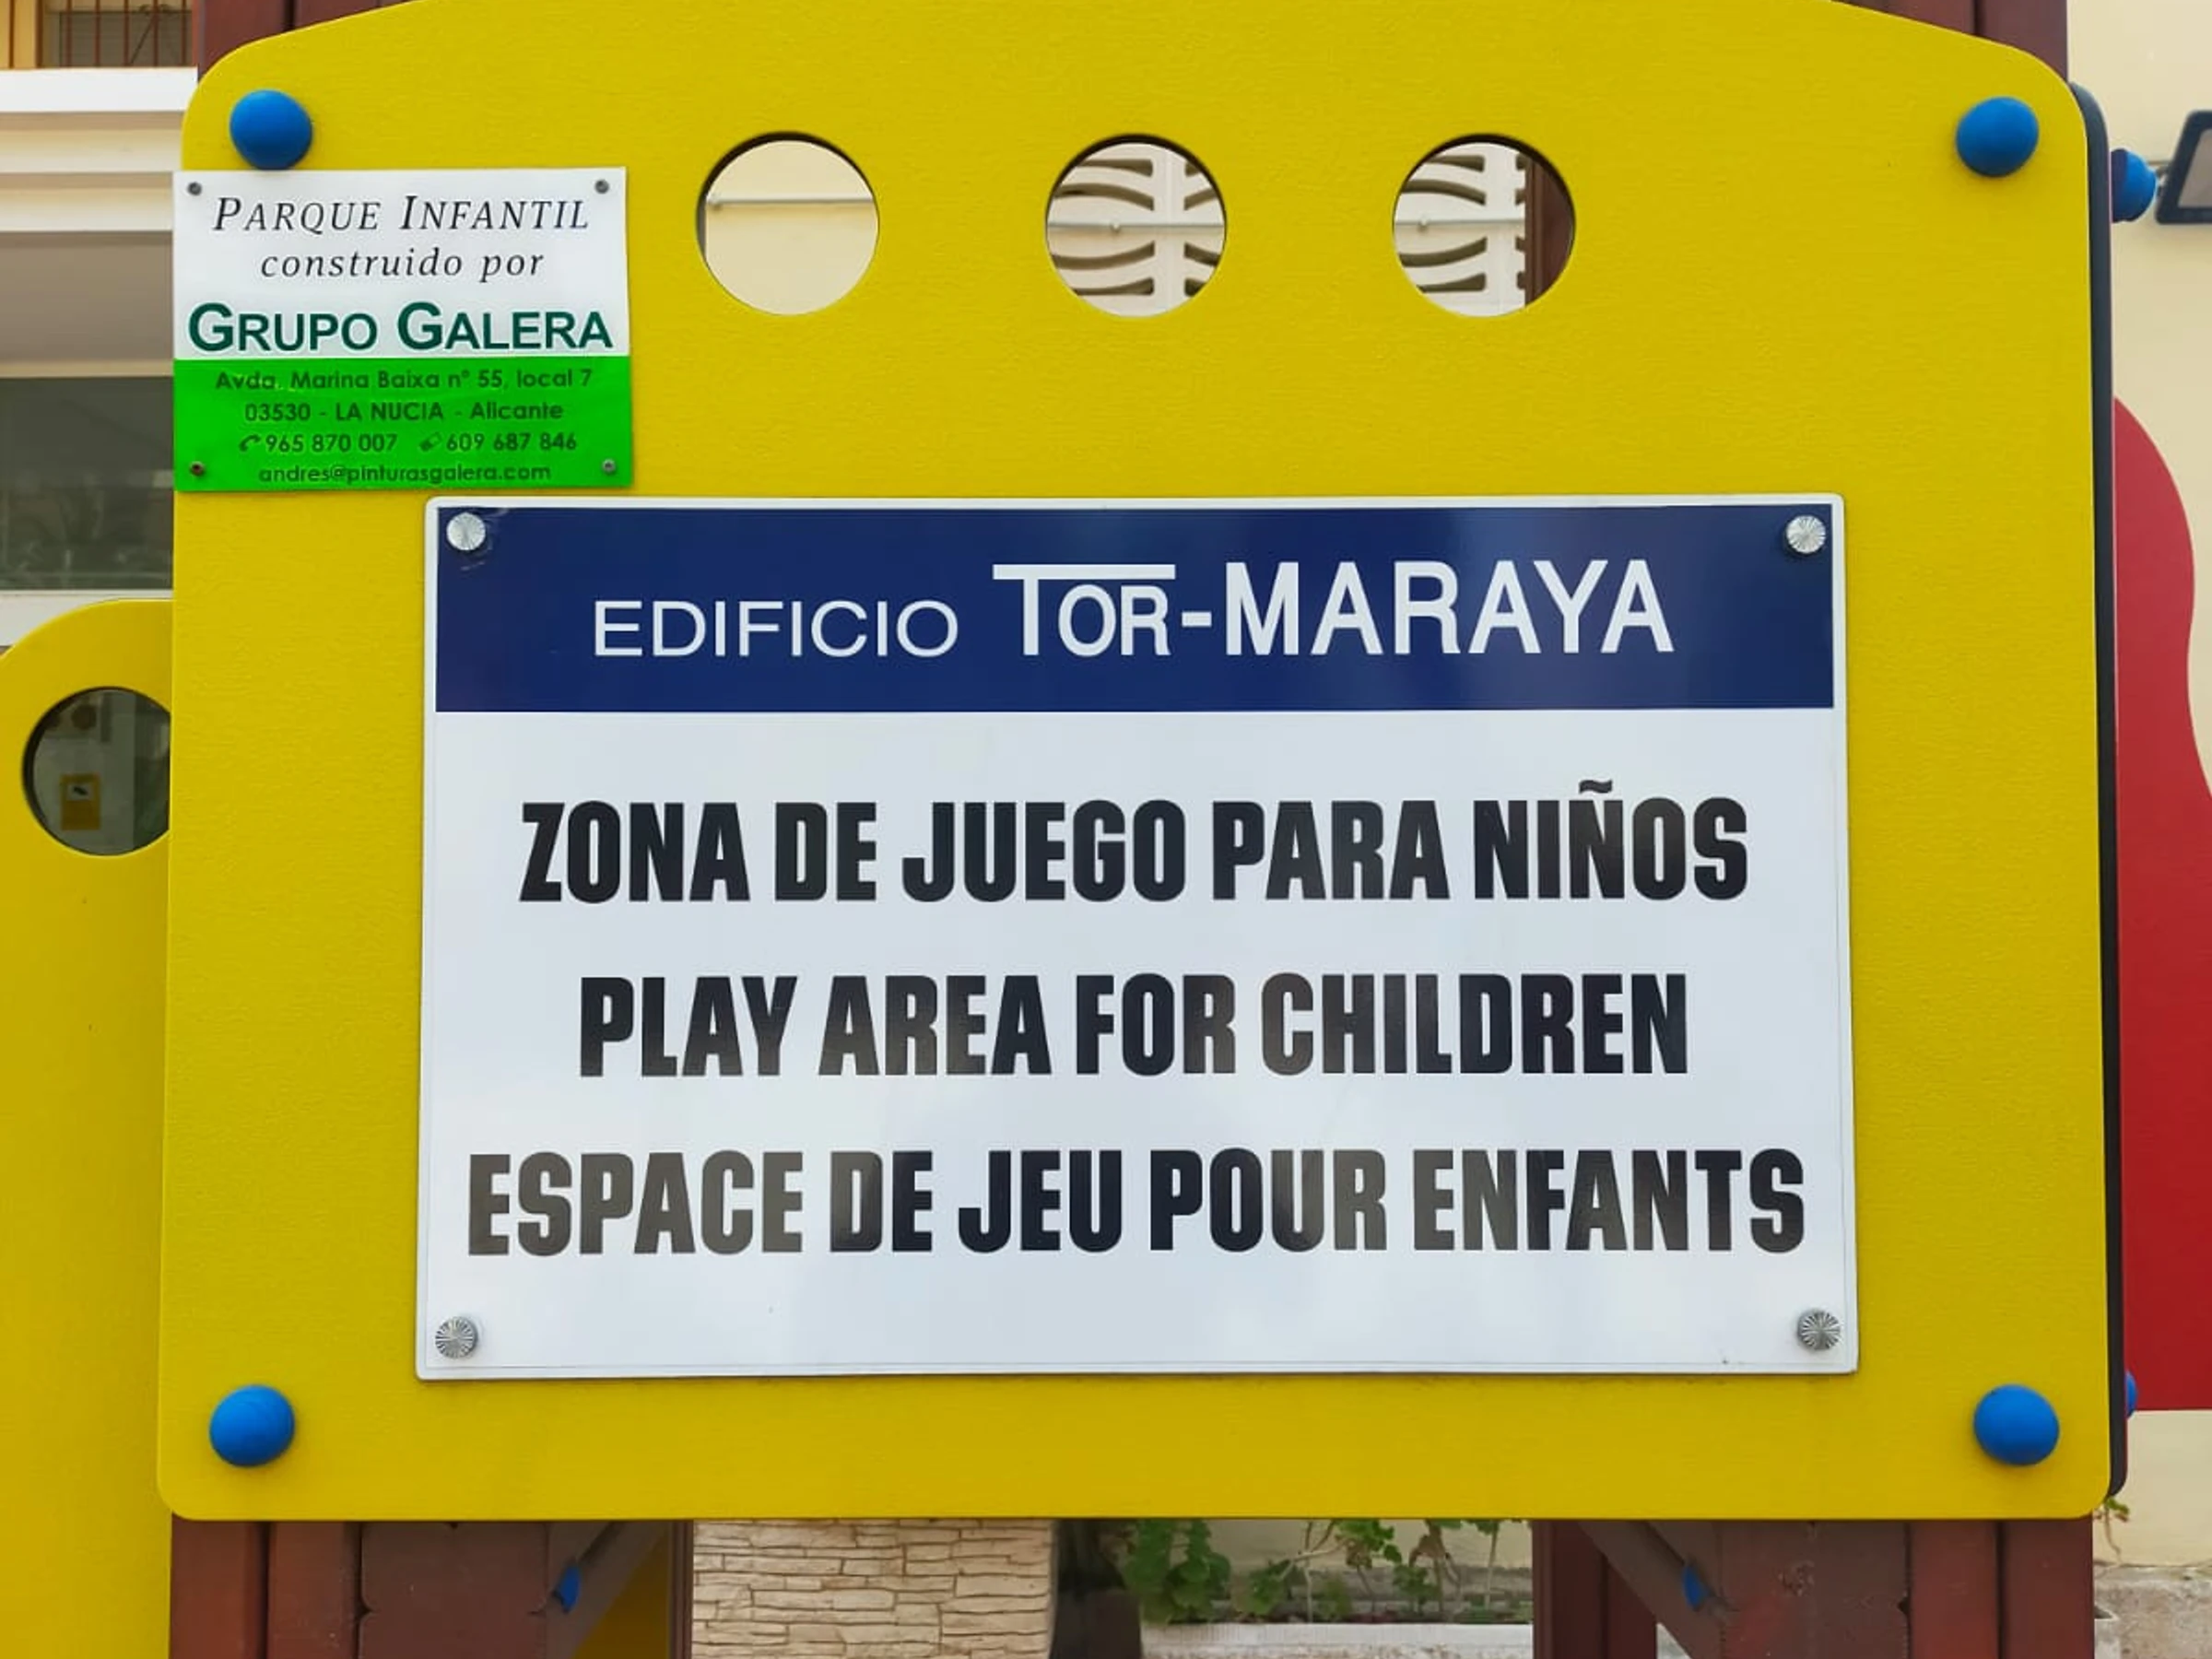 PARQUE INFANTIL
construido por
GRUPO GALERA
Avda. Marina Baixa nº 55, local 7
03530 - LA NUCIA - Alicante
965 870 007 609 687 846
andres@pinturasgalera.com
EDIFICIO TOR-MARAYA
ZONA DE JUEGO PARA NIÑOS
PLAY AREA FOR CHILDREN
ESPACE DE JEU POUR ENFANTS